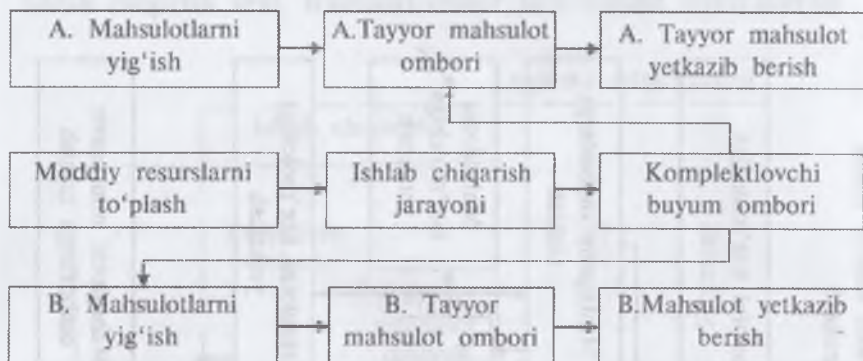 A. Mahsulotlarni
yig‘ish
A.Tayyor mahsulot
ombori
A. Tayyor mahsulot
yetkazib berish
Moddiy resurslarni
to‘plash
Ishlab chiqarish
jarayoni
Komplektlovchi
buyum ombori
B. Mahsulotlarni
yig‘ish
B. Tayyor
mahsulot ombori
B.Mahsulot yetkazib
berish